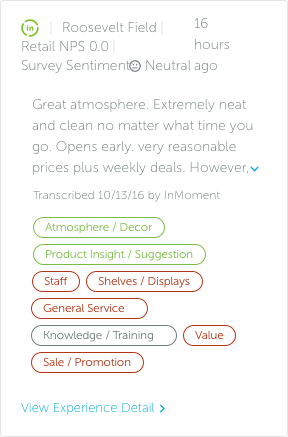 in | Roosevelt Field |
16 hours ago
Retail NPS 0.0 |
Survey Sentiment Neutral
Great atmosphere. Extremely neat
and clean no matter what time you
go. Opens early. very reasonable
prices plus weekly deals. However,
Transcribed 10/13/16 by InMoment
Atmosphere / Decor
Product Insight / Suggestion
Staff Shelves / Displays
General Service
Knowledge / Training Value
Sale / Promotion
View Experience Detail